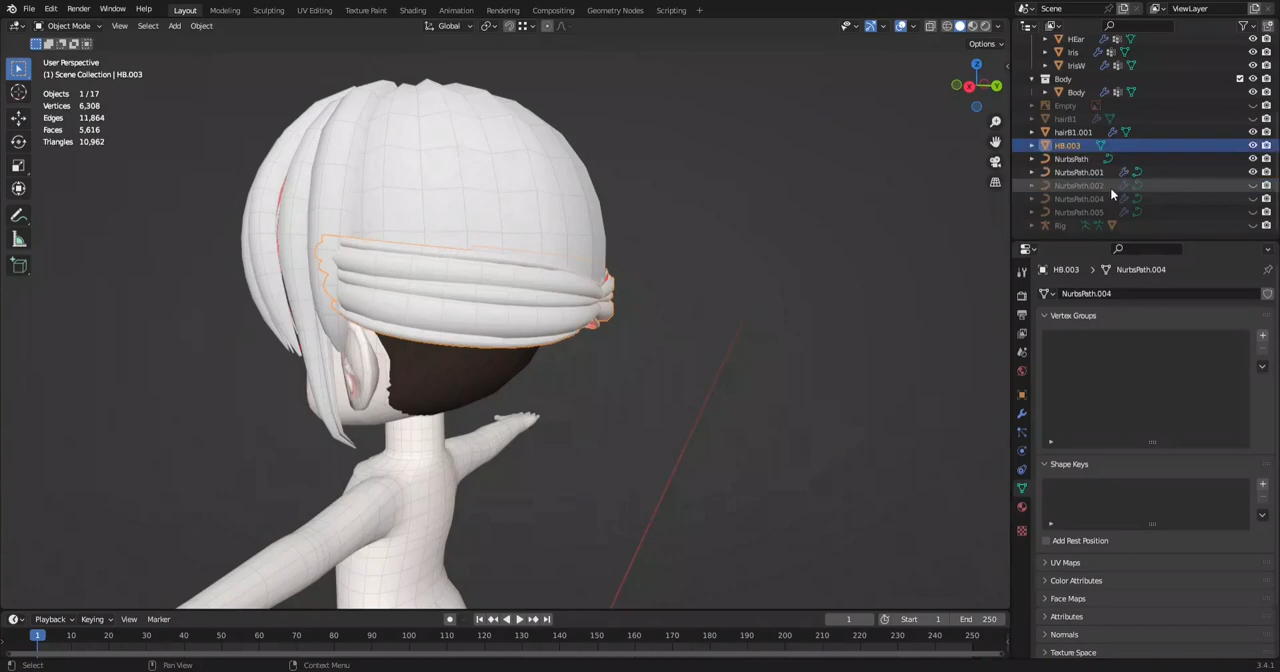 File Edit Render Window Help Layout Modeling Sculpting UV Editing Texture Paint Shading Animation Rendering Compositing Geometry Nodes Scripting + Scene ViewLayer
Object Mode View Select Add Object Global
Options
User Perspective
(1) Scene Collection | HB.003
Objects 1 / 17
Vertices 6,308
Edges 11,864
Faces 5,616
Triangles 10,962
Z
X
Y
HEar
Iris
IrisW
Body
Body
Empty
hairB1
hairB1.001
HB.003
NurbsPath
NurbsPath.001
NurbsPath.002
NurbsPath.004
NurbsPath.005
Rig
HB.003 > NurbsPath.004
NurbsPath.004
Vertex Groups
Shape Keys
Add Rest Position
UV Maps
Color Attributes
Face Maps
Attributes
Normals
Texture Space
Playback Keying View Marker 1 Start 1 End 250
1 10 20 30 40 50 60 70 80 90 100 110 120 130 140 150 160 170 180 190 200 210 220 230 240 250
Select Pan View Context Menu 3.4.1